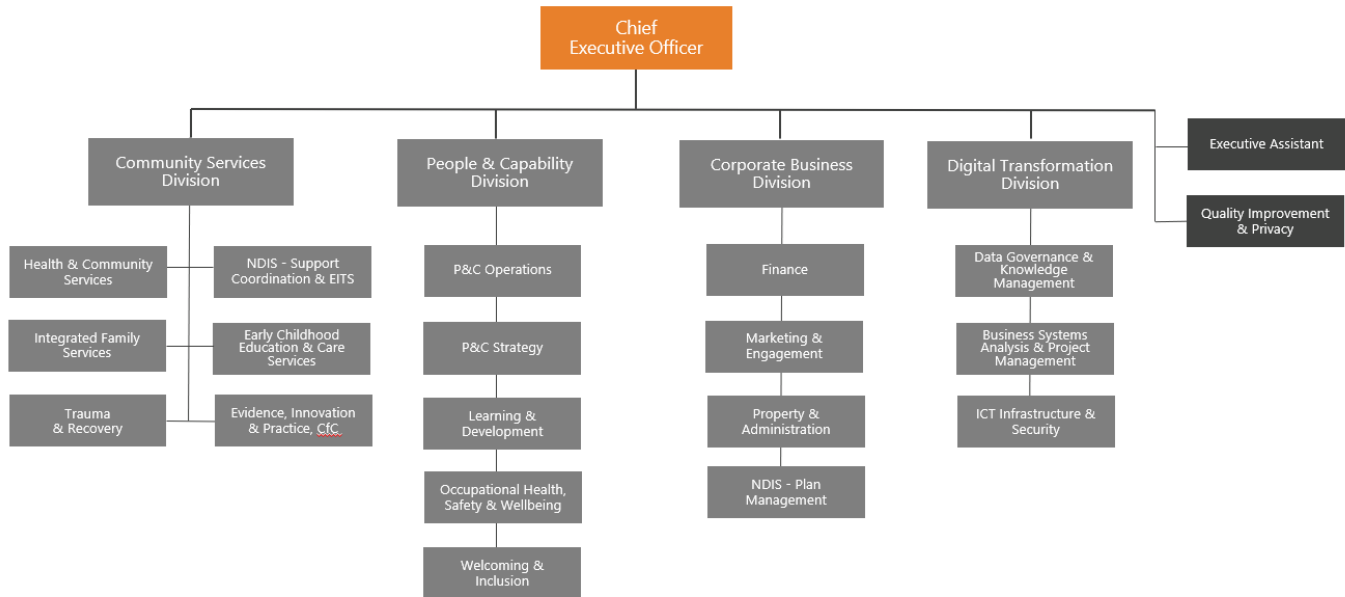 Chief
Executive Officer
Community Services
Division
People & Capability
Division
Corporate Business
Division
Digital Transformation
Division
Executive Assistant
Quality Improvement
& Privacy
Health & Community
Services
NDIS - Support
Coordination & EITS
Integrated Family
Services
Early Childhood
Education & Care
Services
Trauma
& Recovery
Evidence, Innovation
& Practice, CfC
P&C Operations
P&C Strategy
Learning &
Development
Occupational Health,
Safety & Wellbeing
Welcoming &
Inclusion
Finance
Marketing &
Engagement
Property &
Administration
NDIS - Plan
Management
Data Governance &
Knowledge
Management
Business Systems
Analysis & Project
Management
ICT Infrastructure &
Security